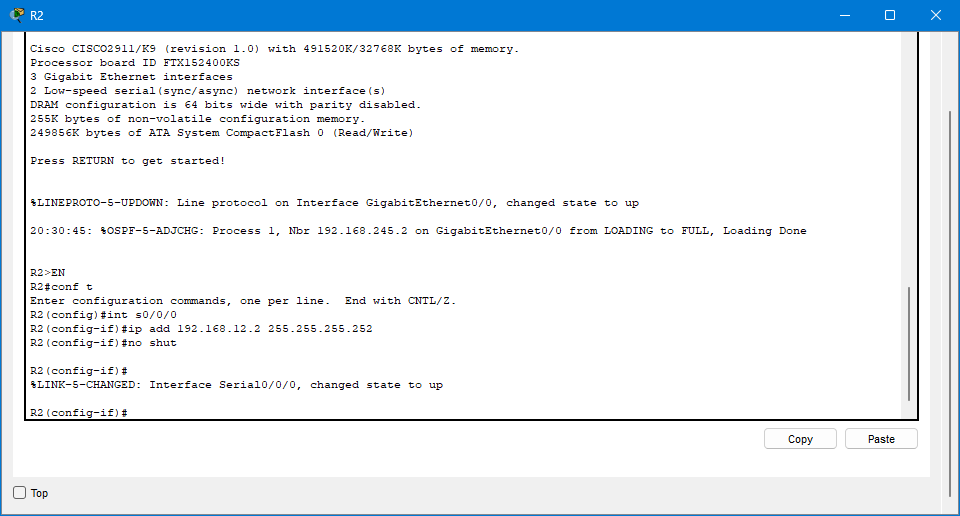 R2
Cisco CISCO2911/K9 (revision 1.0) with 491520K/32768K bytes of memory.
Processor board ID FTX152400KS
3 Gigabit Ethernet interfaces
2 Low-speed serial(sync/async) network interface(s)
DRAM configuration is 64 bits wide with parity disabled.
255K bytes of non-volatile configuration memory.
249856K bytes of ATA System CompactFlash 0 (Read/Write)
Press RETURN to get started!
%LINEPROTO-5-UPDOWN: Line protocol on Interface GigabitEthernet0/0, changed state to up
20:30:45: %OSPF-5-ADJCHG: Process 1, Nbr 192.168.245.2 on GigabitEthernet0/0 from LOADING to FULL, Loading Done
R2>EN
R2#conf t
Enter configuration commands, one per line.  End with CNTL/Z.
R2(config)#int s0/0/0
R2(config-if)#ip add 192.168.12.2 255.255.255.252
R2(config-if)#no shut
R2(config-if)#
%LINK-5-CHANGED: Interface Serial0/0/0, changed state to up
R2(config-if)#
Copy
Paste
Top